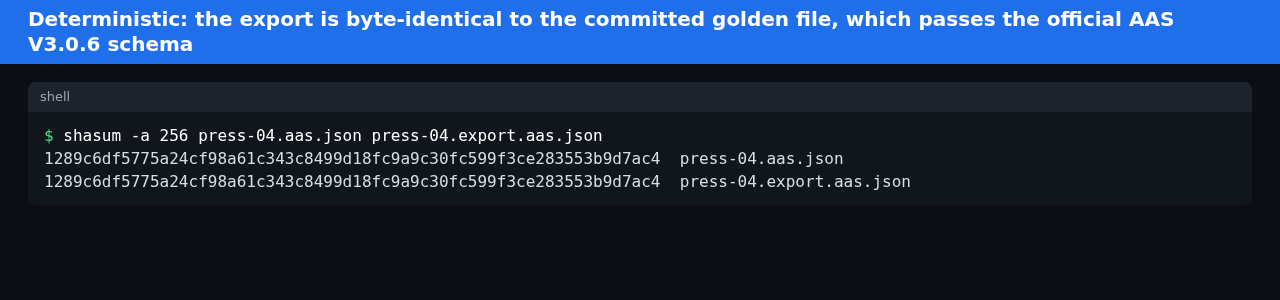 Deterministic: the export is byte-identical to the committed golden file, which passes the official AAS
V3.0.6 schema
shell
$ shasum -a 256 press-04.aas.json press-04.export.aas.json
1289c6df5775a24cf98a61c343c8499d18fc9a9c30fc599f3ce283553b9d7ac4  press-04.aas.json
1289c6df5775a24cf98a61c343c8499d18fc9a9c30fc599f3ce283553b9d7ac4  press-04.export.aas.json